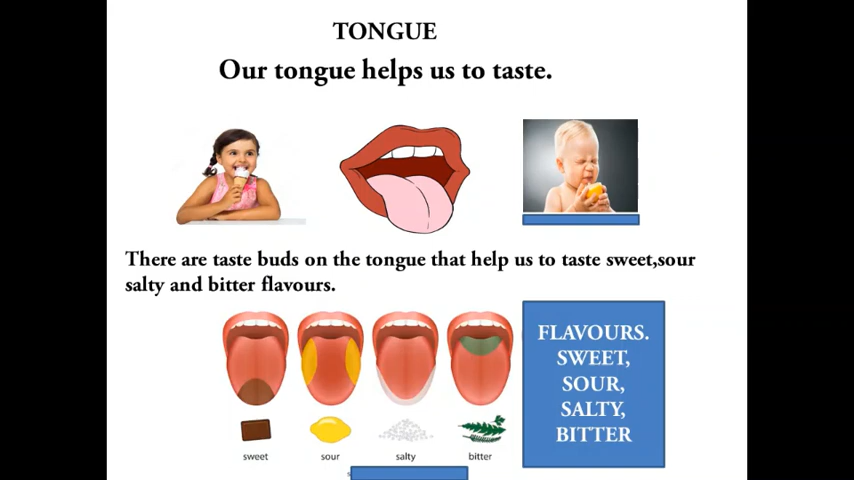 TONGUE
Our tongue helps us to taste.
There are taste buds on the tongue that help us to taste sweet,sour
salty and bitter flavours.
FLAVOURS.
SWEET,
SOUR,
SALTY,
BITTER
sweet
sour
salty
bitter